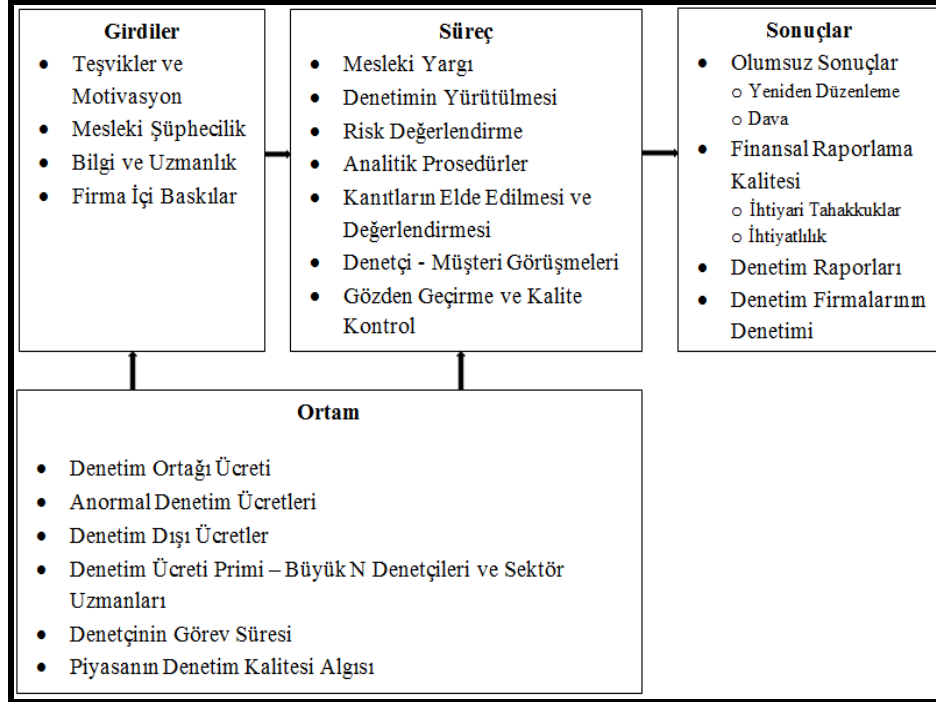 Girdiler
• Teşvikler ve
Motivasyon
• Mesleki Şüphecilik
• Bilgi ve Uzmanlık
• Firma İçi Baskılar
Süreç
• Mesleki Yargı
• Denetimin Yürütülmesi
• Risk Değerlendirme
• Analitik Prosedürler
• Kanıtların Elde Edilmesi ve
Değerlendirmesi
• Denetçi - Müşteri Görüşmeleri
• Gözden Geçirme ve Kalite
Kontrol
Sonuçlar
• Olumsuz Sonuçlar
o Yeniden Düzenleme
o Dava
• Finansal Raporlama
Kalitesi
o İhtiyari Tahakkuklar
o İhtiyatlılık
• Denetim Raporları
• Denetim Firmalarının
Denetimi
Ortam
• Denetim Ortağı Ücreti
• Anormal Denetim Ücretleri
• Denetim Dışı Ücretler
• Denetim Ücreti Primi – Büyük N Denetçileri ve Sektör
Uzmanları
• Denetçinin Görev Süresi
• Piyasanın Denetim Kalitesi Algısı